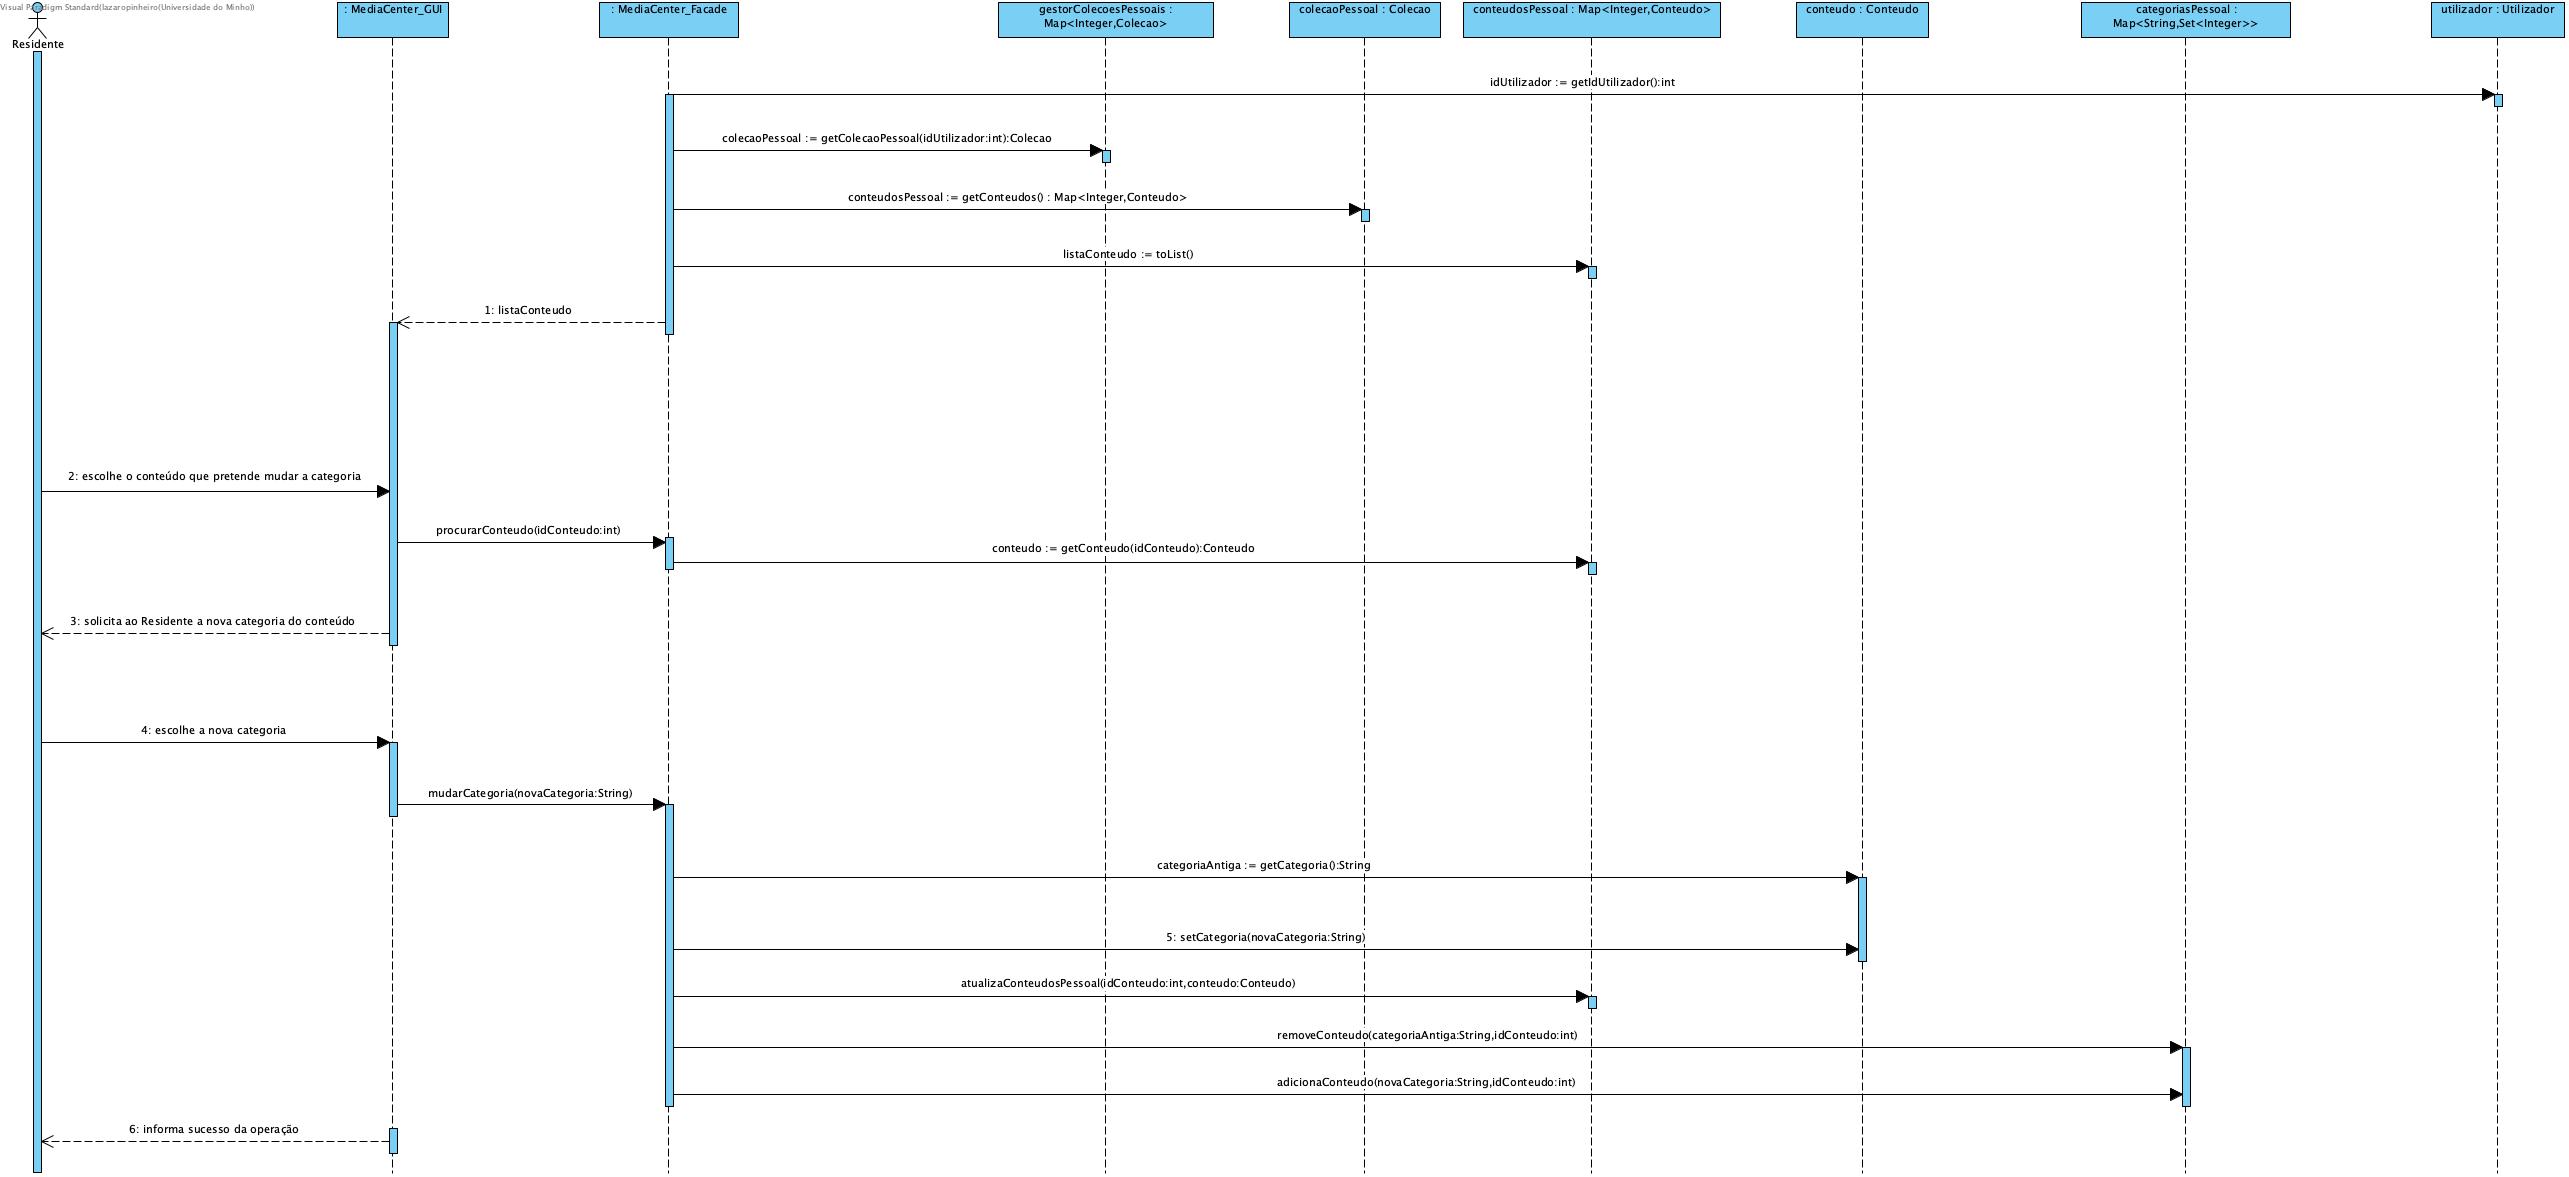 Visual Paradigm Standard(lazaropinheiro(Universidade do Minho))
Residente
: MediaCenter_GUI
: MediaCenter_Facade
gestorColecoesPessoais :
Map<Integer,Colecao>
colecaoPessoal : Colecao
conteudosPessoal : Map<Integer,Conteudo>
conteudo : Conteudo
categoriasPessoal :
Map<String,Set<Integer>>
utilizador : Utilizador
idUtilizador := getIdUtilizador():int
colecaoPessoal := getColecaoPessoal(idUtilizador:int):Colecao
conteudosPessoal := getConteudos() : Map<Integer,Conteudo>
listaConteudo := toList()
1: listaConteudo
2: escolhe o conteúdo que pretende mudar a categoria
procurarConteudo(idConteudo:int)
conteudo := getConteudo(idConteudo):Conteudo
3: solicita ao Residente a nova categoria do conteúdo
4: escolhe a nova categoria
mudarCategoria(novaCategoria:String)
categoriaAntiga := getCategoria():String
5: setCategoria(novaCategoria:String)
atualizaConteudosPessoal(idConteudo:int,conteudo:Conteudo)
removeConteudo(categoriaAntiga:String,idConteudo:int)
adicionaConteudo(novaCategoria:String,idConteudo:int)
6: informa sucesso da operação